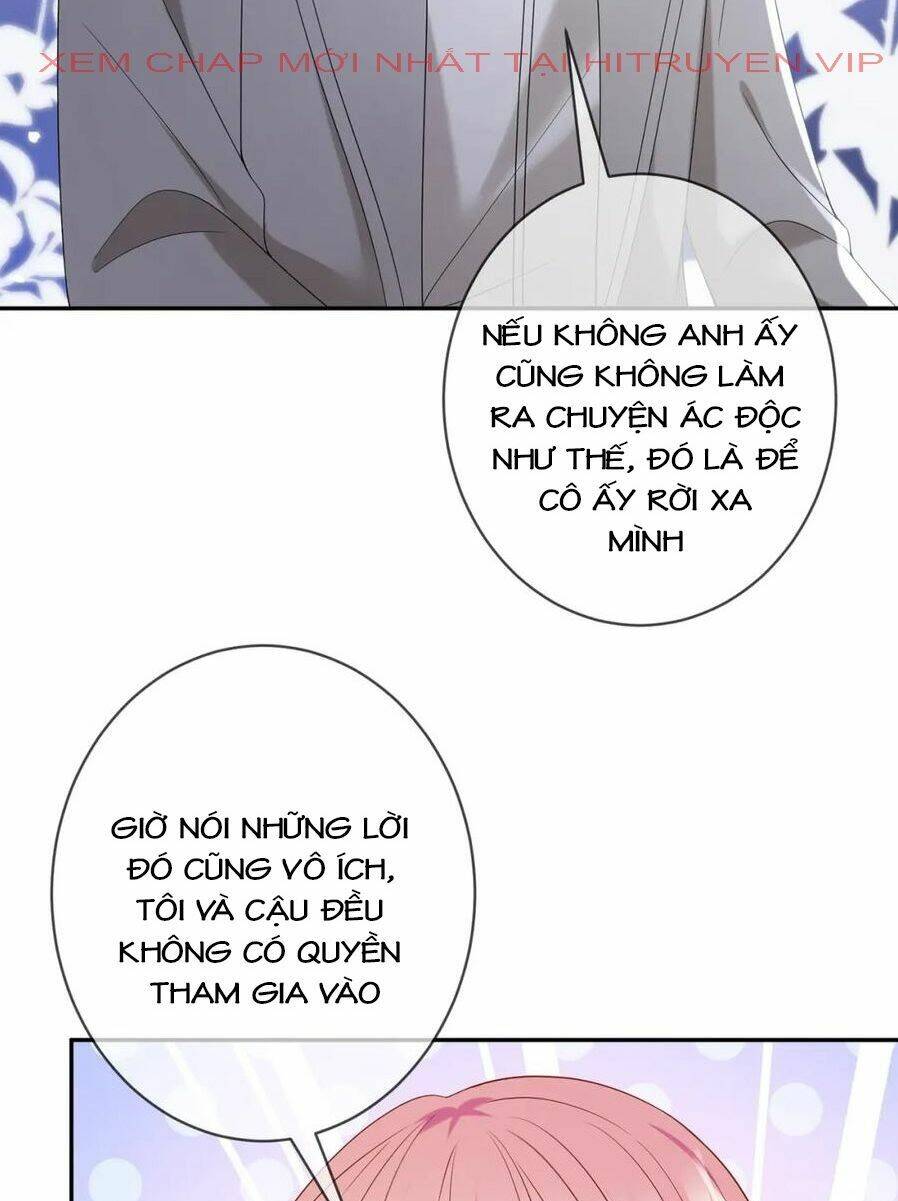 XEM CHAP MỚI NHẤT TẠI HITRUYEN.VIP
NẾU KHÔNG ANH ẤY
CŨNG KHÔNG LÀM
RA CHUYỆN ÁC ĐỘC
NHƯ THẾ, ĐÓ LÀ ĐỂ
CÔ ẤY RỜI XA
MÌNH
GIỜ NÓI NHỮNG LỜI
ĐÓ CŨNG VÔ ÍCH,
TÔI VÀ CẬU ĐỀU
KHÔNG CÓ QUYỀN
THAM GIA VÀO